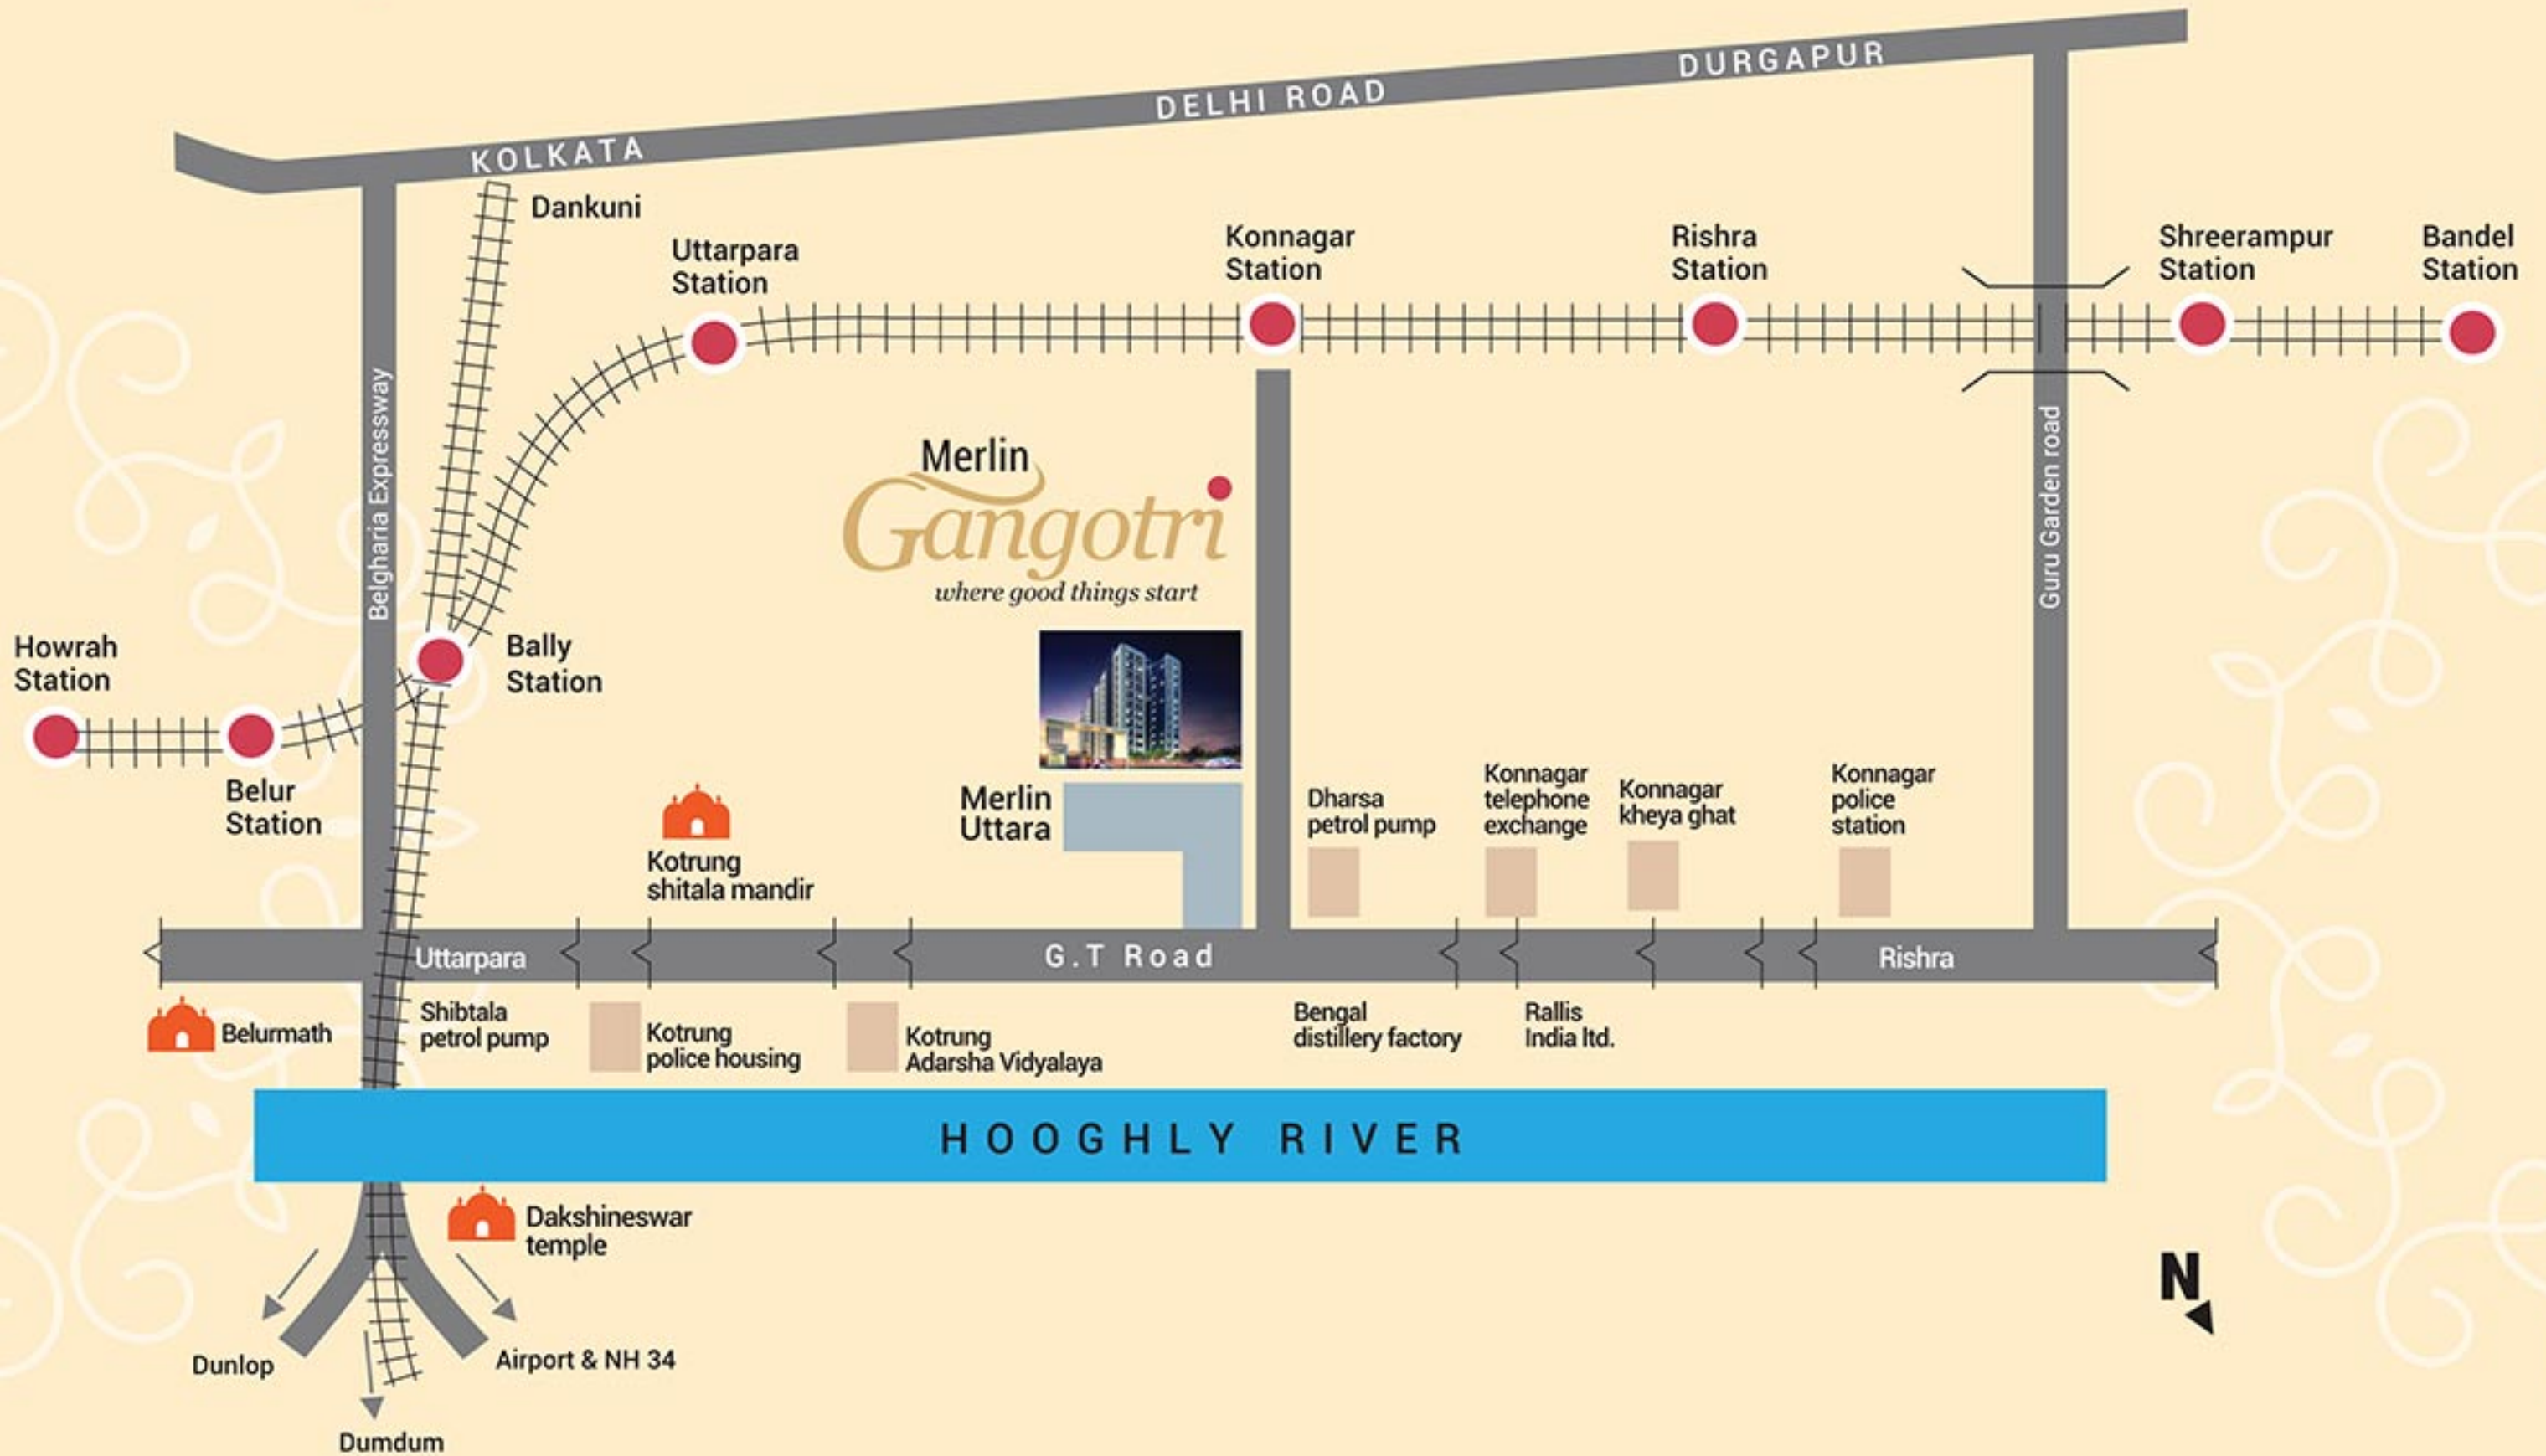 DURGAPUR
DELHI ROAD
KOLKATA
Dankuni
Uttarpara
Station
Konnagar
Station
Rishra
Station
Shreerampur
Station
Bandel
Station
Belgharia Expressway
Guru Garden road
Merlin
Gangotri
where good things start
Howrah
Station
Bally
Station
Belur
Station
Merlin
Uttara
Kotrung
shitala mandir
Dharsa
petrol pump
Konnagar
telephone
exchange
Konnagar
kheya ghat
Konnagar
police
station
Uttarpara
G.T Road
Rishra
Belurmath
Shibtala
petrol pump
Kotrung
police housing
Kotrung
Adarsha Vidyalaya
Bengal
distillery factory
Rallis
India ltd.
HOOGHLY RIVER
Dakshineswar
temple
Dunlop
Airport & NH 34
Dumdum
N